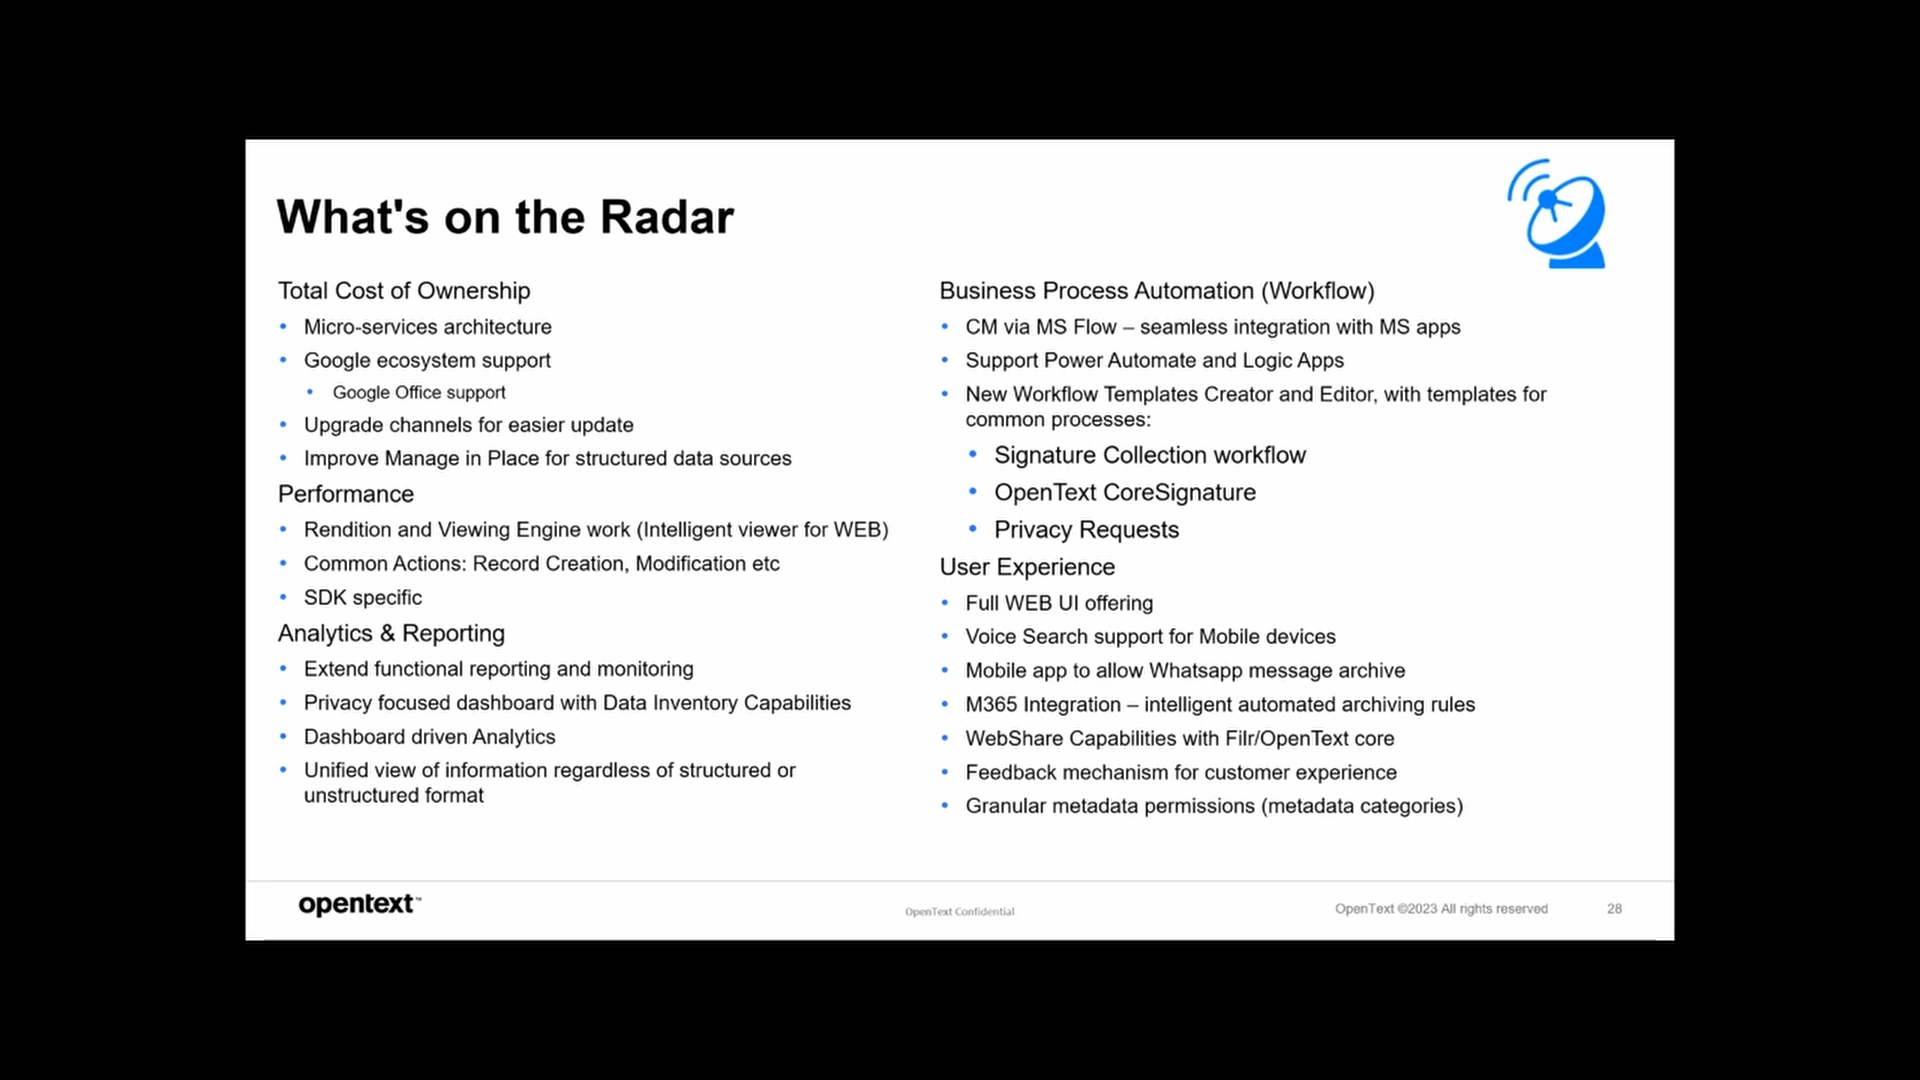 What's on the Radar
Total Cost of Ownership
• Micro-services architecture
• Google ecosystem support
• Google Office support
• Upgrade channels for easier update
• Improve Manage in Place for structured data sources
Performance
• Rendition and Viewing Engine work (Intelligent viewer for WEB)
• Common Actions: Record Creation, Modification etc
• SDK specific
Analytics & Reporting
• Extend functional reporting and monitoring
• Privacy focused dashboard with Data Inventory Capabilities
• Dashboard driven Analytics
• Unified view of information regardless of structured or
unstructured format
Business Process Automation (Workflow)
• CM via MS Flow – seamless integration with MS apps
• Support Power Automate and Logic Apps
• New Workflow Templates Creator and Editor, with templates for
common processes:
• Signature Collection workflow
• OpenText CoreSignature
• Privacy Requests
User Experience
• Full WEB UI offering
• Voice Search support for Mobile devices
• Mobile app to allow Whatsapp message archive
• M365 Integration – intelligent automated archiving rules
• WebShare Capabilities with Filr/OpenText core
• Feedback mechanism for customer experience
• Granular metadata permissions (metadata categories)
opentext™
OpenText Confidential
OpenText ©2023 All rights reserved
28